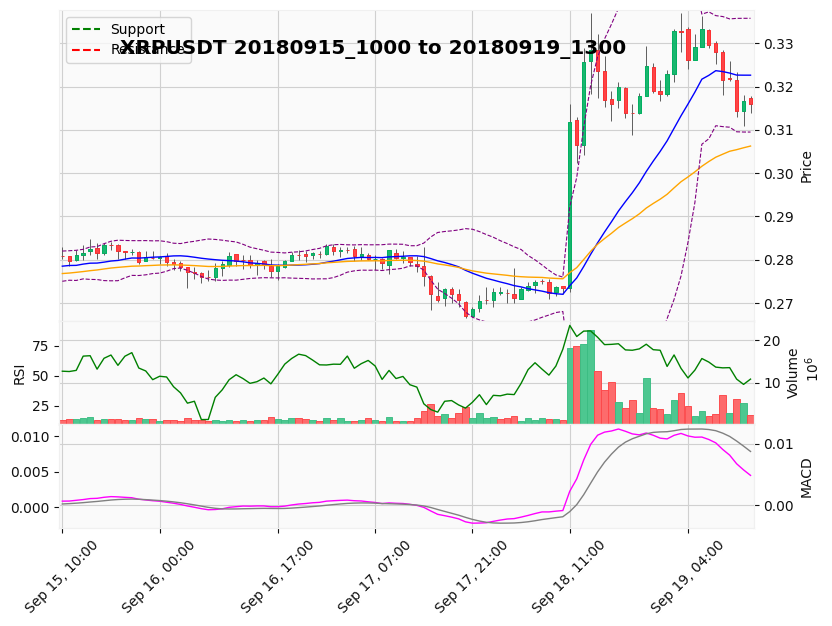 XRPUSDT 20180915_1000 to 20180919_1300
Support
Resistance
0.33
0.32
0.31
0.30
0.29
0.28
0.27
Price
75
50
25
RSI
20
10
Volume
10^6
0.010
0.005
0.000
0.01
0.00
MACD
Sep 15, 10:00
Sep 16, 00:00
Sep 16, 17:00
Sep 17, 07:00
Sep 17, 21:00
Sep 18, 11:00
Sep 19, 04:00